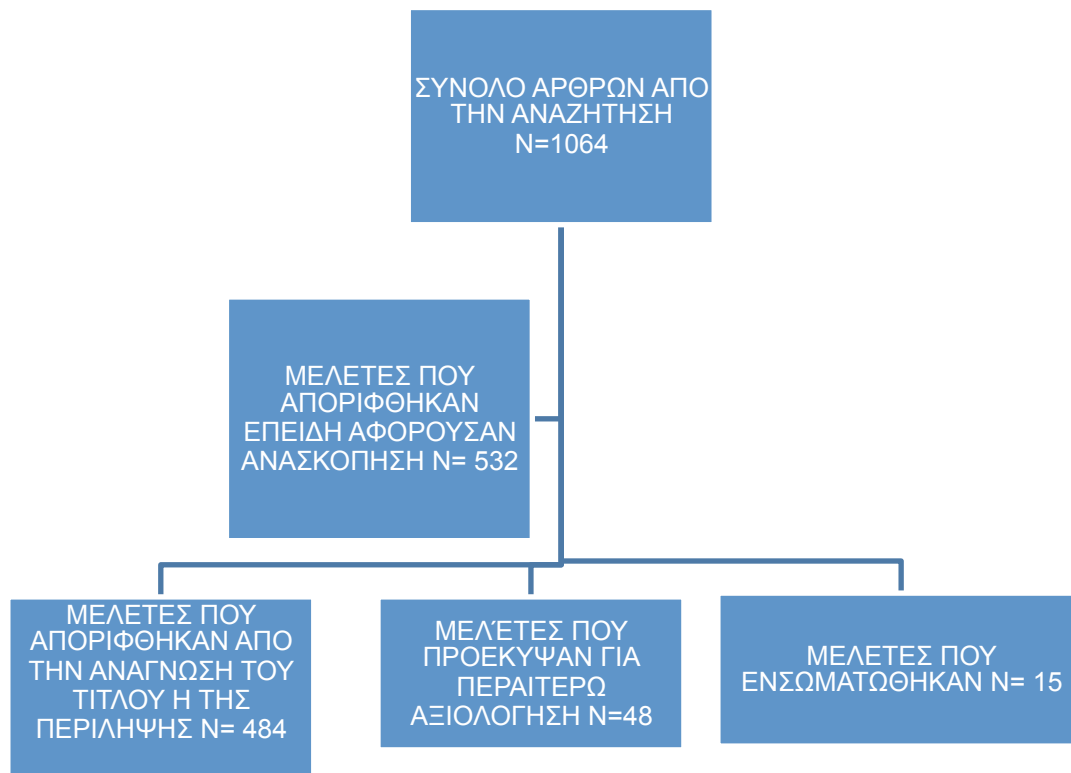 ΣΥΝΟΛΟ ΑΡΘΡΩΝ ΑΠΟ
ΤΗΝ ΑΝΑΖΗΤΗΣΗ
Ν=1064
ΜΕΛΕΤΕΣ ΠΟΥ
ΑΠΟΡΙΦΘΗΚΑΝ
ΕΠΕΙΔΗ ΑΦΟΡΟΥΣΑΝ
ΑΝΑΣΚΟΠΗΣΗ Ν= 532
ΜΕΛΕΤΕΣ ΠΟΥ
ΑΠΟΡΙΦΘΗΚΑΝ ΑΠΟ
ΤΗΝ ΑΝΑΓΝΩΣΗ ΤΟΥ
ΤΙΤΛΟΥ Η ΤΗΣ
ΠΕΡΙΛΗΨΗΣ Ν= 484
ΜΕΛΈΤΕΣ ΠΟΥ
ΠΡΟΕΚΥΨΑΝ ΓΙΑ
ΠΕΡΑΙΤΕΡΩ
ΑΞΙΟΛΟΓΗΣΗ Ν=48
ΜΕΛΕΤΕΣ ΠΟΥ
ΕΝΣΩΜΑΤΩΘΗΚΑΝ Ν= 15